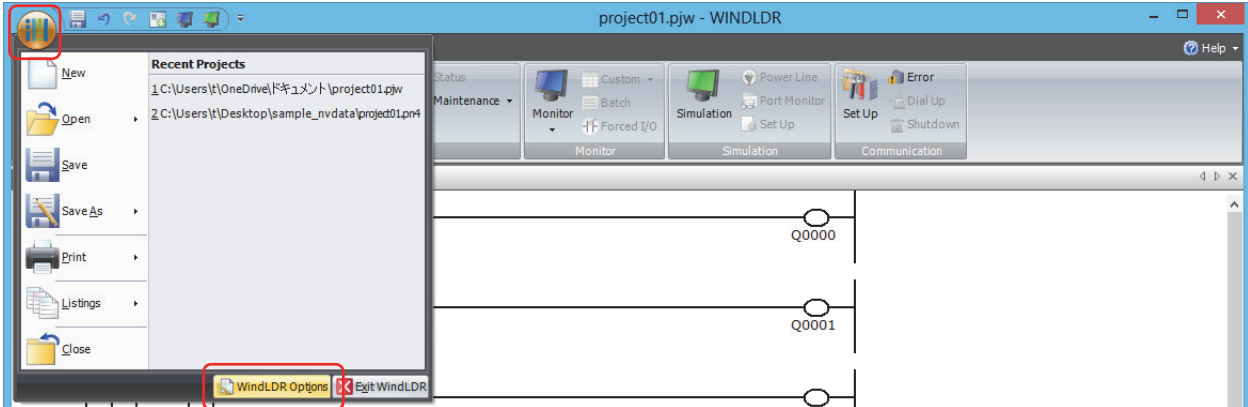 project01.pjw - WINDLDR
Help
New
Open
Save
Save As
Print
Listings
Close
Recent Projects
1 C:\Users\t\OneDrive\ドキュメント\project01.pjw
2 C:\Users\t\Desktop\sample_nvdata\project01.pn4
WindLDR Options
Exit WindLDR
Status
Maintenance
Monitor
Custom
Batch
Forced I/O
Monitor
Simulation
Power Line
Port Monitor
Set Up
Simulation
Set Up
Error
Dial Up
Shutdown
Communication
Q0000
Q0001